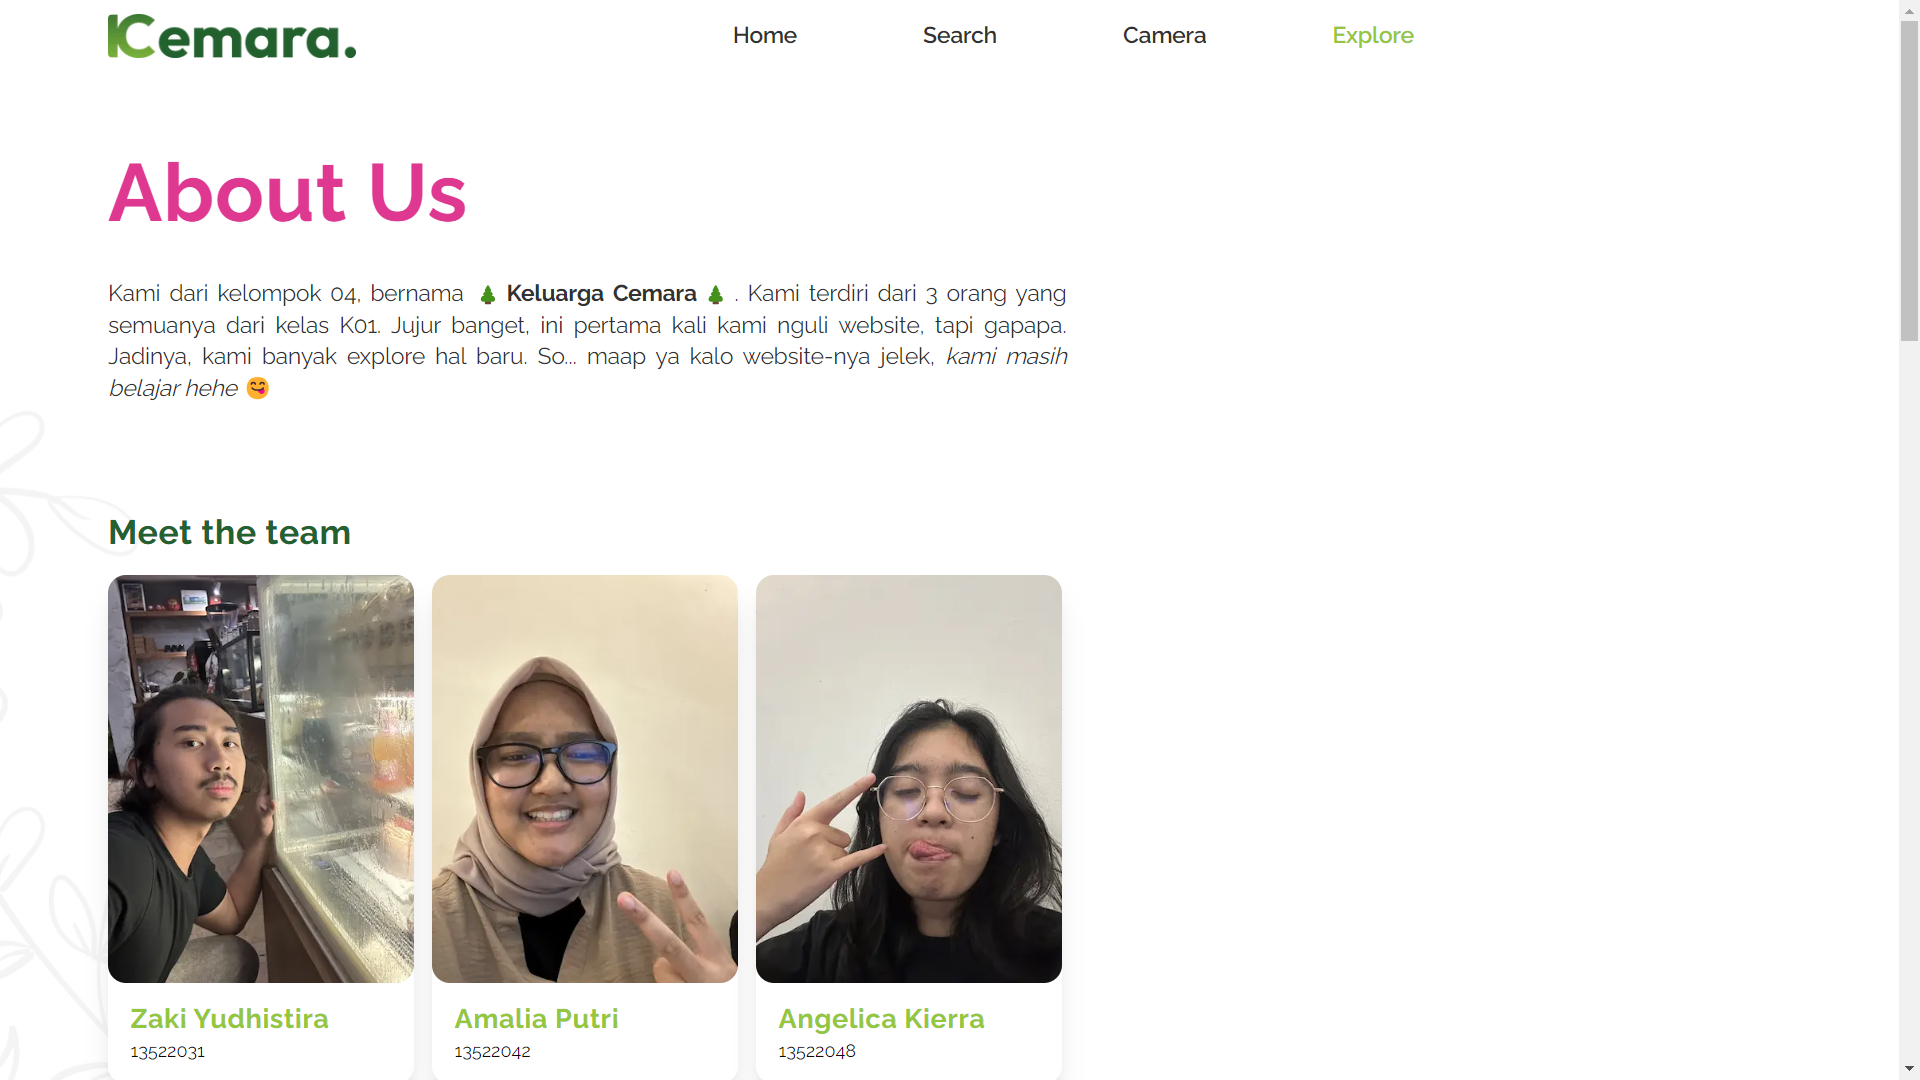 KCemara.
Home Search Camera Explore
About Us
Kami dari kelompok 04, bernama 🌲 Keluarga Cemara 🌲 . Kami terdiri dari 3 orang yang
semuanya dari kelas K01. Jujur banget, ini pertama kali kami nguli website, tapi gapapa.
Jadinya, kami banyak explore hal baru. So... maap ya kalo website-nya jelek, kami masih
belajar hehe 😋
Meet the team
Zaki Yudhistira
13522031
Amalia Putri
13522042
Angelica Kierra
13522048